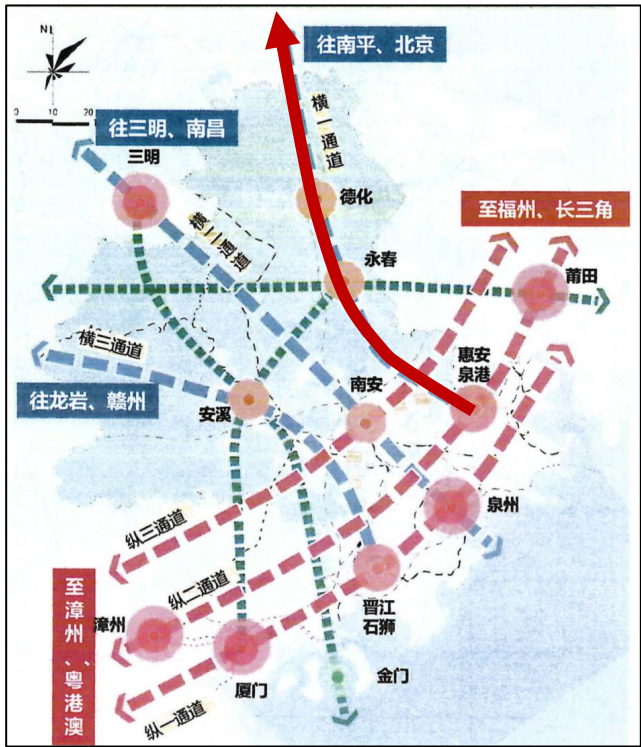 N
0 10 20
往南平、北京
横一通道
往三明、南昌
三明
德化
至福州、长三角
横二通道
永春
莆田
横三通道
惠安
泉港
往龙岩、赣州
安溪
南安
泉州
纵三通道
纵二通道
至漳州、粤港澳
漳州
晋江
石狮
厦门
金门
纵一通道